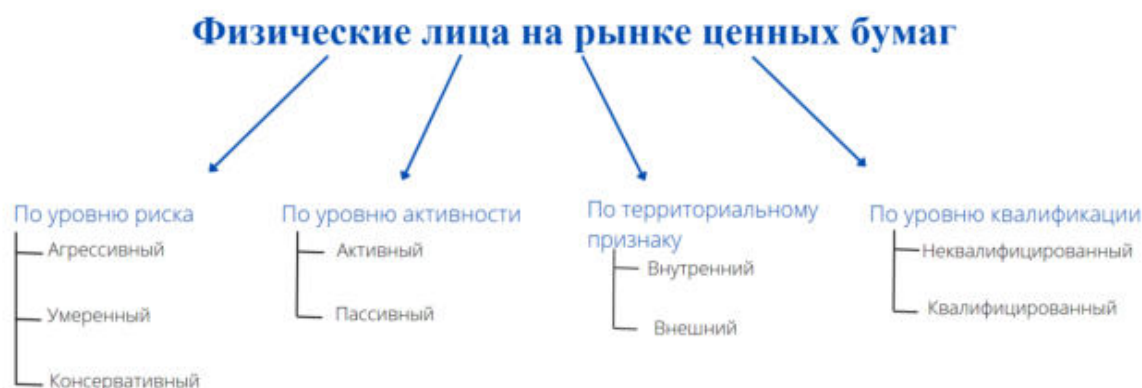 Физические лица на рынке ценных бумаг
По уровню риска
Агрессивный
Умеренный
Консервативный
По уровню активности
Активный
Пассивный
По территориальному
признаку
Внутренний
Внешний
По уровню квалификации
Неквалифицированный
Квалифицированный